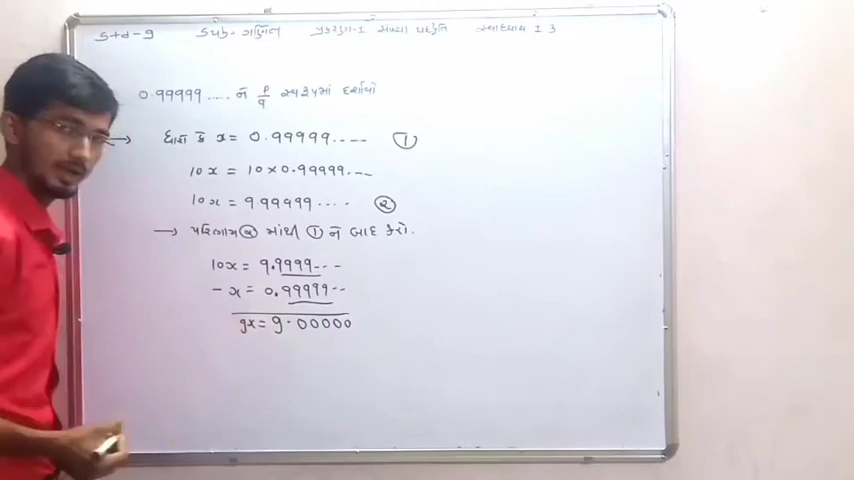 Std-9 Sub- ગણિત પ્રકરણ-1 સંખ્યા પદ્ધતિ સ્વાધ્યાય 1.3
0.99999..... ને p/q સ્વરૂપમાં દર્શાવો
→ ધારો કે x = 0.99999.... ①
10x = 10×0.99999....
10x = 9.99999..... ②
→ પરિણામ ② માંથી ① ને બાદ કરો.
10x = 9.9999---
- x = 0.99999--
9x = 9.00000